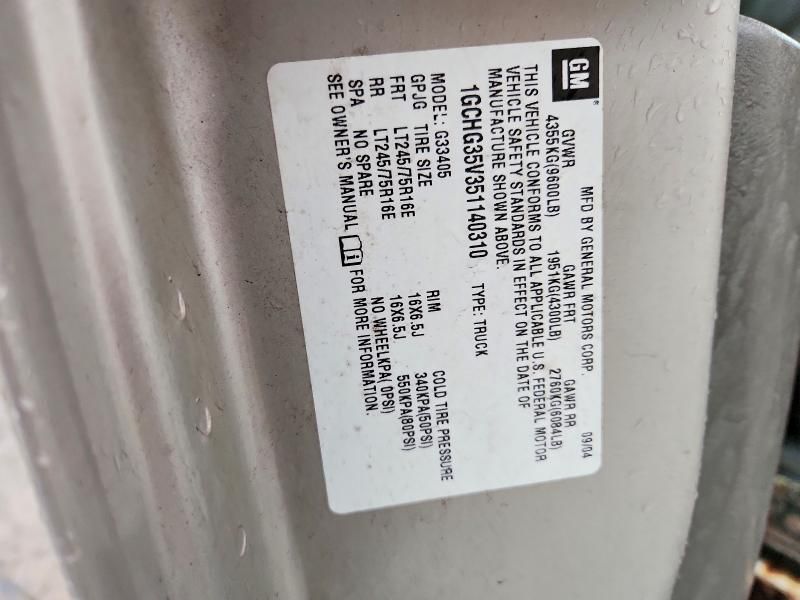 GM®
MFD BY GENERAL MOTORS CORP. 09/04
GVWR GAWR FRT GAWR RR
4355KG(9600LB) 1951KG(4300LB) 2760KG(6084LB)
THIS VEHICLE CONFORMS TO ALL APPLICABLE U.S. FEDERAL MOTOR
VEHICLE SAFETY STANDARDS IN EFFECT ON THE DATE OF
MANUFACTURE SHOWN ABOVE.
1GCHG35V351140310 TYPE: TRUCK
MODEL: G33405
GPJG TIRE SIZE RIM COLD TIRE PRESSURE
FRT LT245/75R16E 16X6.5J 340KPA(50PSI)
RR LT245/75R16E 16X6.5J 550KPA(80PSI)
SPA NO SPARE NO WHEELKPA( 0PSI)
SEE OWNER'S MANUAL i FOR MORE INFORMATION.